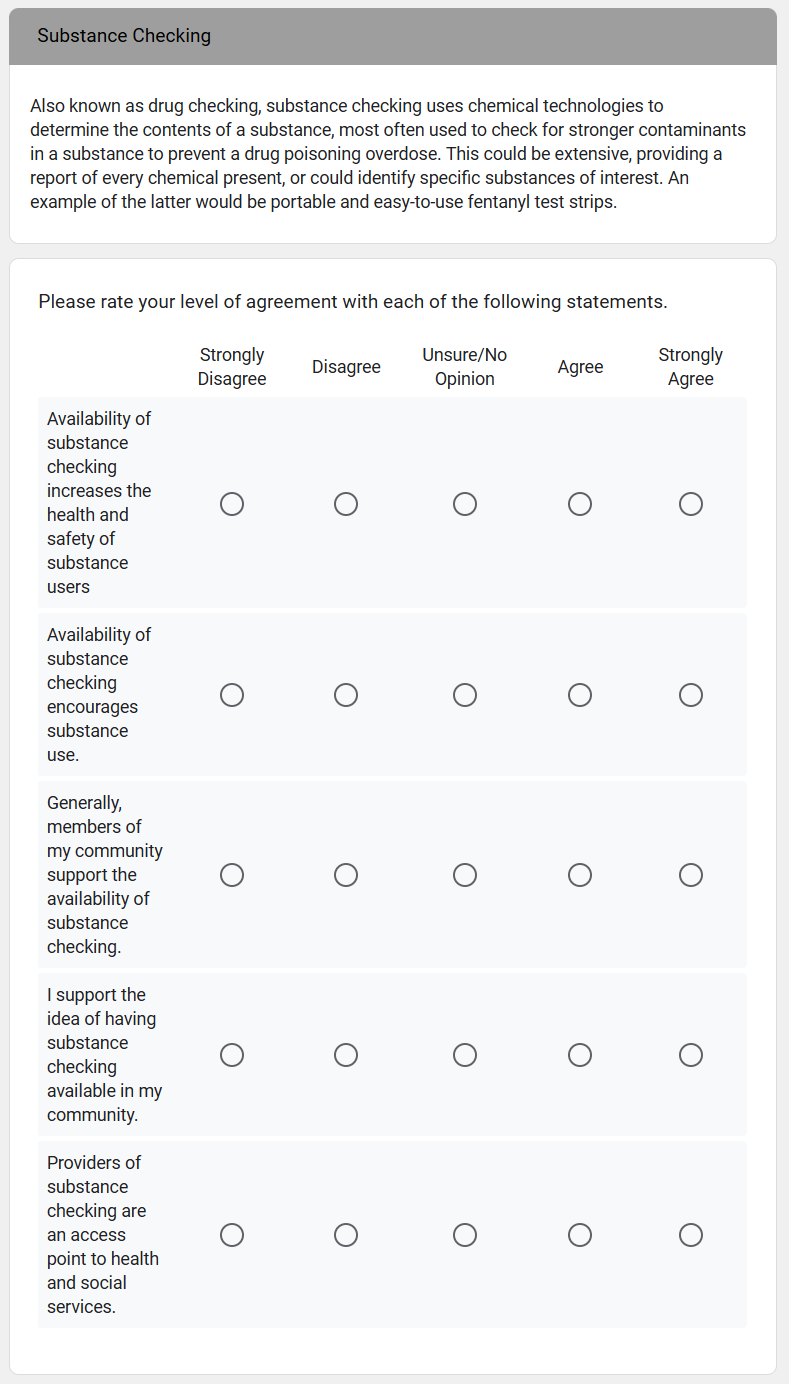 Substance Checking
Also known as drug checking, substance checking uses chemical technologies to
determine the contents of a substance, most often used to check for stronger contaminants
in a substance to prevent a drug poisoning overdose. This could be extensive, providing a
report of every chemical present, or could identify specific substances of interest. An
example of the latter would be portable and easy-to-use fentanyl test strips.
Please rate your level of agreement with each of the following statements.
Strongly
Disagree
Disagree
Unsure/No
Opinion
Agree
Strongly
Agree
Availability of
substance
checking
increases the
health and
safety of
substance
users
Availability of
substance
checking
encourages
substance
use.
Generally,
members of
my community
support the
availability of
substance
checking.
I support the
idea of having
substance
checking
available in my
community.
Providers of
substance
checking are
an access
point to health
and social
services.